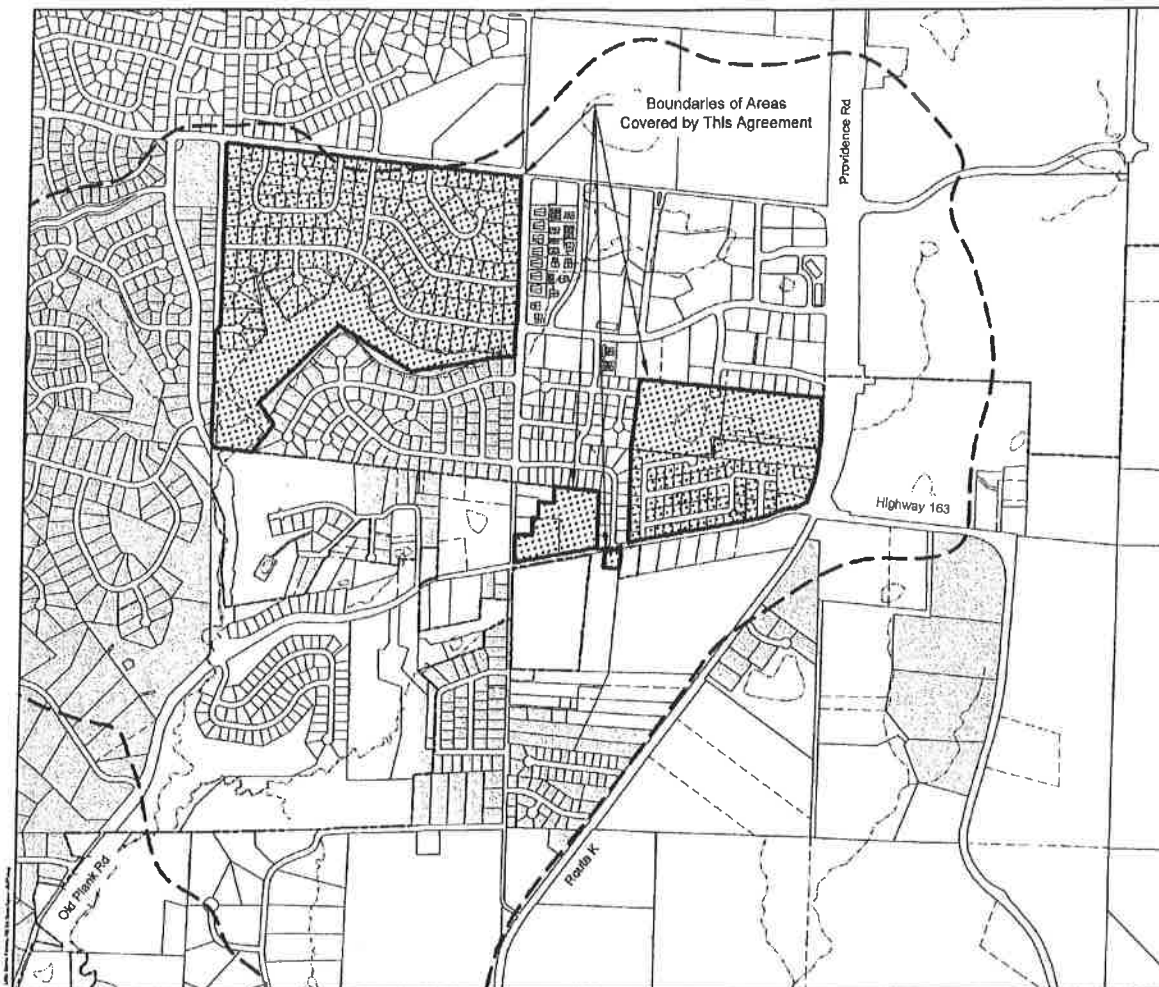 Boundaries of Areas
Covered by This Agreement
Providence Rd
Highway 163
Route K
Old Plank Rd